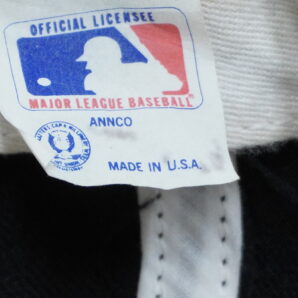 OFFICIAL LICENSEE
MAJOR LEAGUE BASEBALL
ANNCO
MADE IN U.S.A.